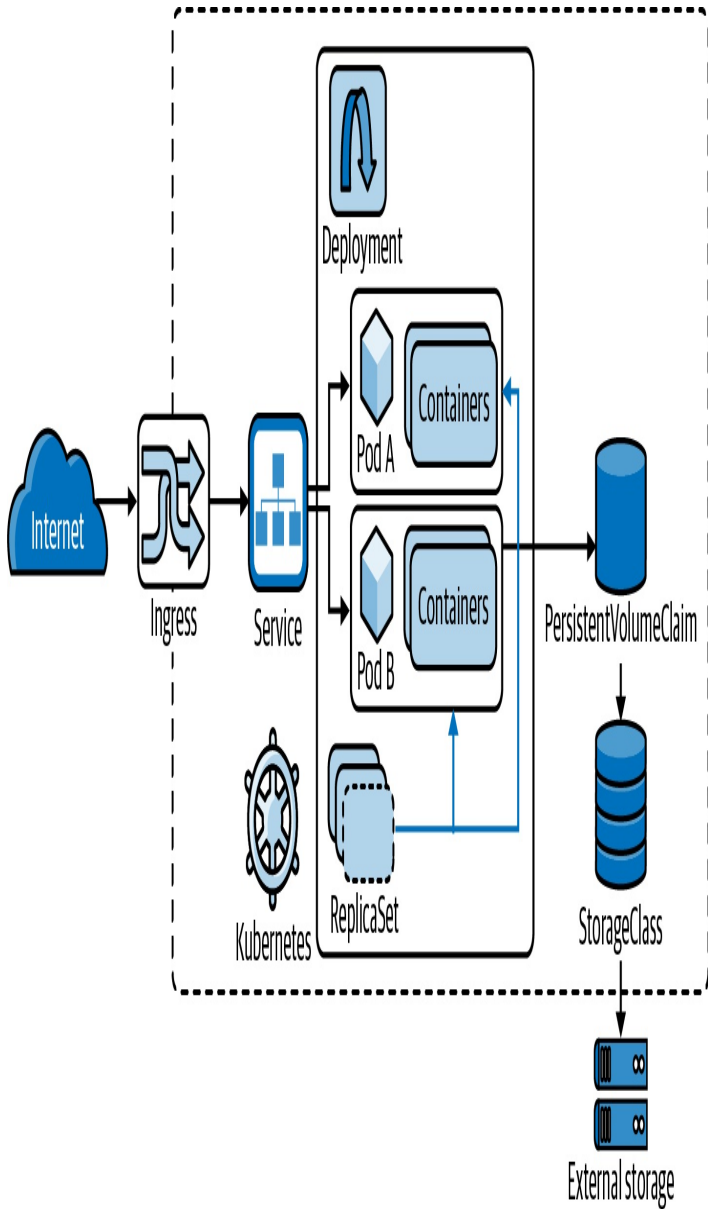 Deployment
Containers
Pod A
Internet
Containers
Ingress
Service
PersistentVolumeClaim
Pod B
Kubernetes
ReplicaSet
StorageClass
External storage